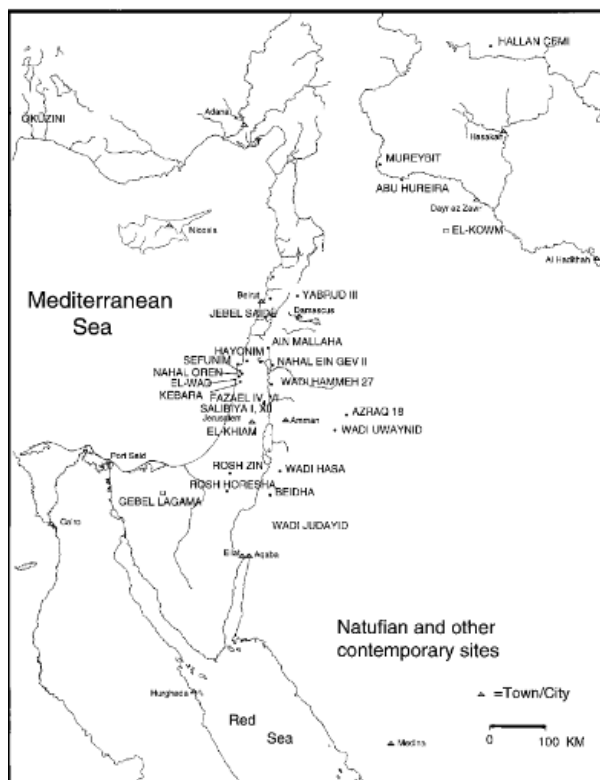 HALLAN ÇEMI
Adana
ÖKÜZINI
Hasakah
MUREYBIT
ABU HUREIRA
Dayr az Zawr
Nicosia
EL-KOWM
Al Hadithah
Mediterranean
Sea
Beirut
YABRUD III
JEBEL SAIDE
Damascus
AIN MALLAHA
HAYONIM
SEFUNIM
NAHAL EIN GEV II
NAHAL OREN
EL-WAD
WADI HAMMEH 27
KEBARA
FAZAEL IV, VI
SALIBIYA I, XII
AZRAQ 18
Jerusalem
Amman
EL-KHIAM
WADI UWAYNID
Port Said
ROSH ZIN
WADI HASA
ROSH HORESHA
BEIDHA
GEBEL LAGAMA
Cairo
WADI JUDAYID
Eilat
Aqaba
Natufian and other
contemporary sites
Hurghada
=Town/City
Red
Sea
0 100 KM
Medina